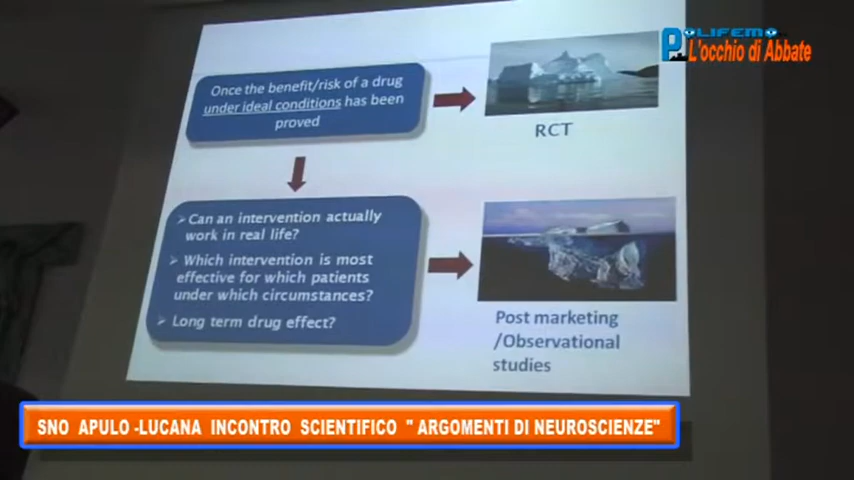 POLIFEMO
L'occhio di Abbate
Once the benefit/risk of a drug
under ideal conditions has been
proved
RCT
➢ Can an intervention actually
work in real life?
➢ Which intervention is most
effective for which patients
under which circumstances?
➢ Long term drug effect?
Post marketing
/Observational
studies
SNO APULO -LUCANA INCONTRO SCIENTIFICO " ARGOMENTI DI NEUROSCIENZE"